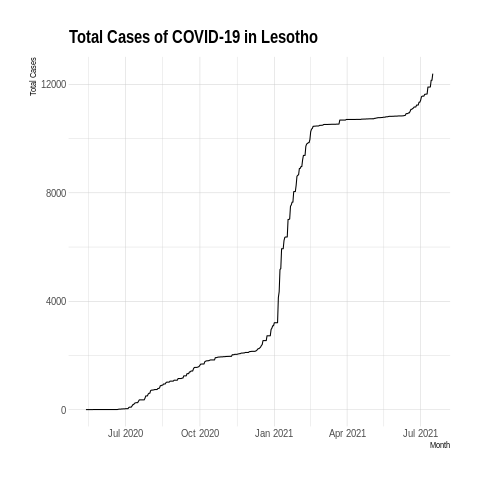 Total Cases of COVID-19 in Lesotho
Total Cases
12000
8000
4000
0
Jul 2020 Oct 2020 Jan 2021 Apr 2021 Jul 2021
Month